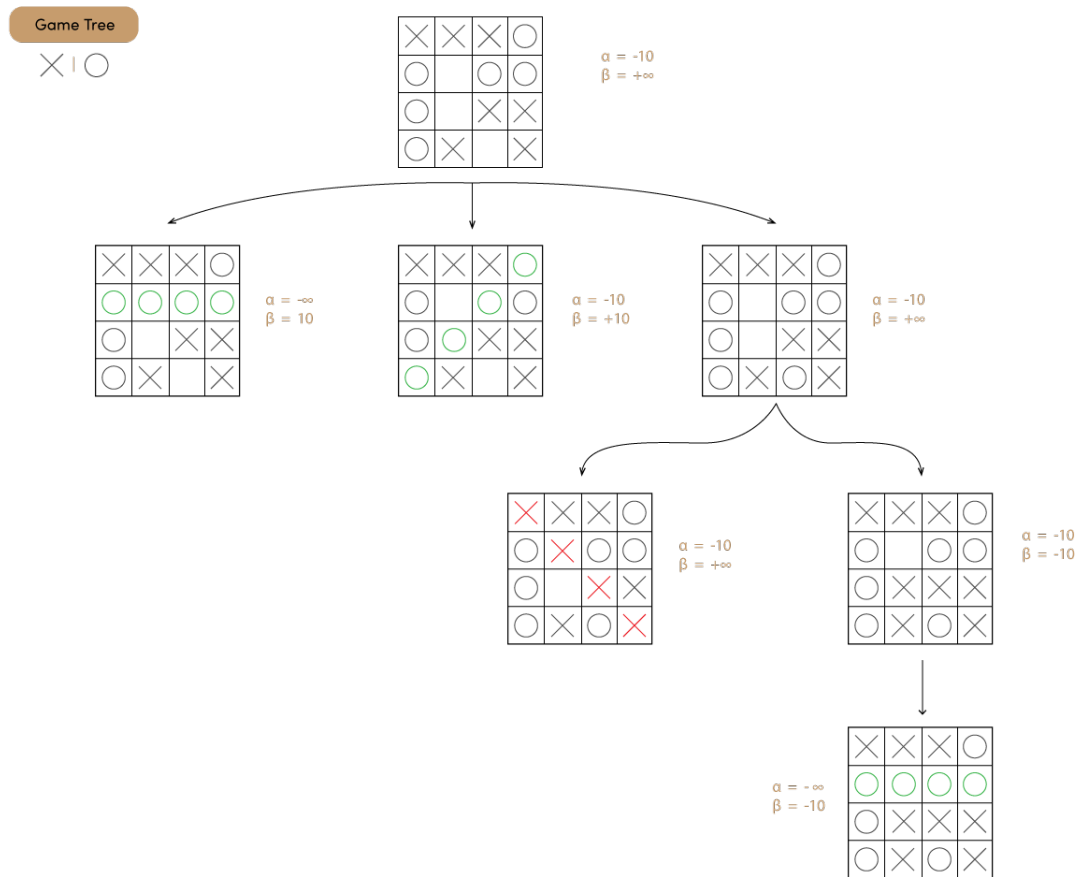 Game Tree
X | O
X X X O
α = -10
β = +∞
O O O
O X X
O X X
X X X O
X X X O
X X X O
O O O O
α = -∞
β = 10
O O O
α = -10
β = +10
O O O
α = -10
β = +∞
O X X
O O X X
O X X
O X X
O X X
O X O X
X X X O
X X X O
O X O O
α = -10
β = +∞
O O O
α = -10
β = -10
O X X
O X X X
O X O X
O X O X
X X X O
α = -∞
β = -10
O O O O
O X X X
O X O X